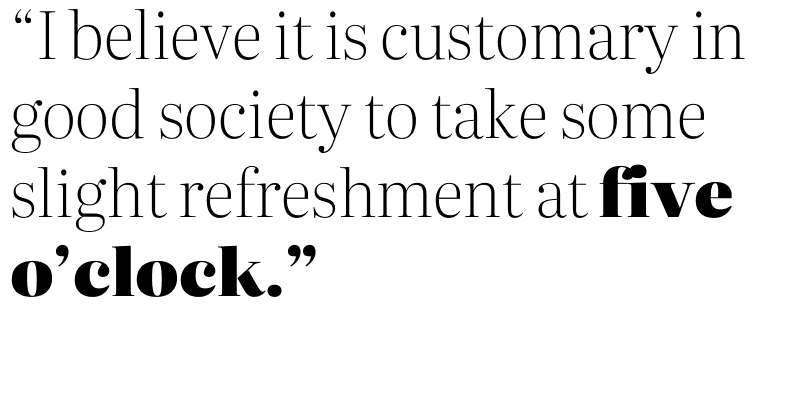 “I believe it is customary in
good society to take some
slight refreshment at five
o’clock.”